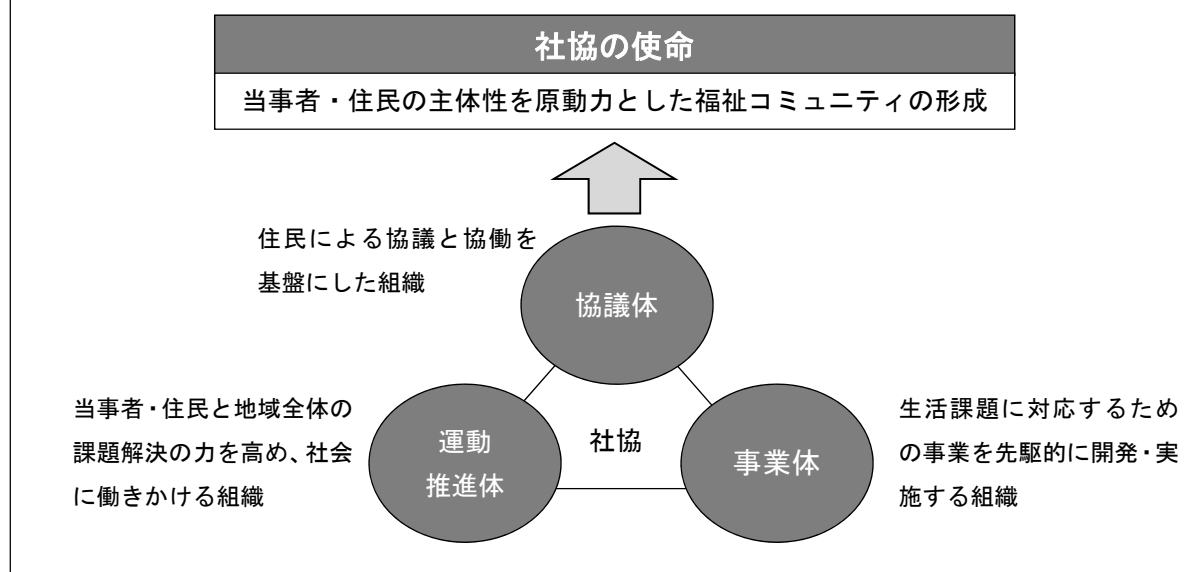 社協の使命
当事者・住民の主体性を原動力とした福祉コミュニティの形成
住民による協議と協働を
基盤にした組織
協議体
当事者・住民と地域全体の
課題解決の力を高め、社会
に働きかける組織
運動
推進体
社協
事業体
生活課題に対応するため
の事業を先駆的に開発・実
施する組織